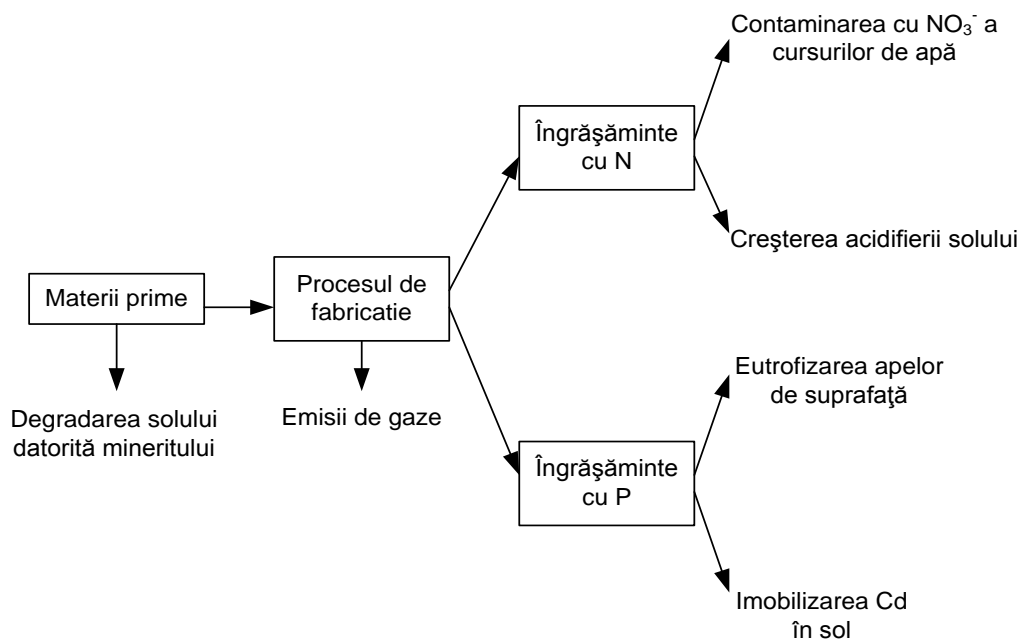 Contaminarea cu NO₃⁻ a
cursurilor de apă
Îngrăşăminte
cu N
Creşterea acidifierii solului
Materii prime
Procesul de
fabricatie
Degradarea solului
datorită mineritului
Emisii de gaze
Eutrofizarea apelor
de suprafaţă
Îngrăşăminte
cu P
Imobilizarea Cd
în sol